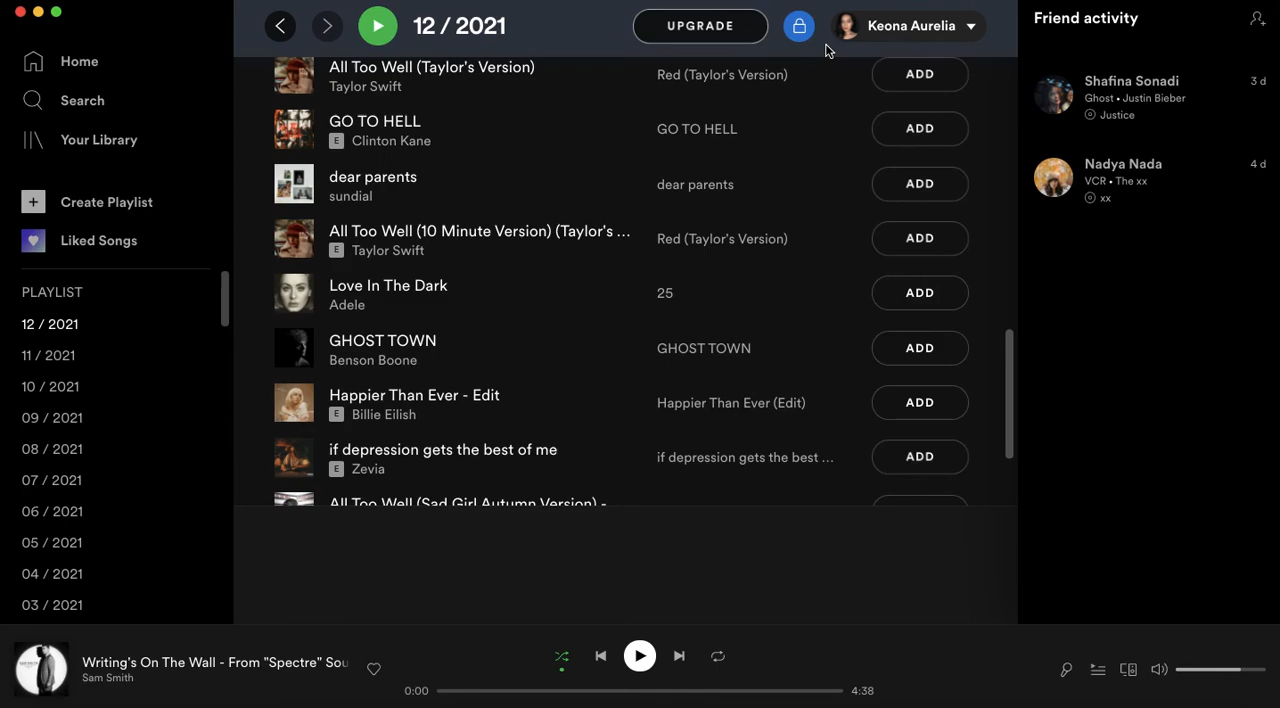 12 / 2021
UPGRADE
Keona Aurelia
Home
Search
Your Library
Create Playlist
Liked Songs
PLAYLIST
12 / 2021
11 / 2021
10 / 2021
09 / 2021
08 / 2021
07 / 2021
06 / 2021
05 / 2021
04 / 2021
03 / 2021
All Too Well (Taylor's Version)
Taylor Swift
Red (Taylor's Version)
ADD
GO TO HELL
E Clinton Kane
GO TO HELL
ADD
dear parents
sundial
dear parents
ADD
All Too Well (10 Minute Version) (Taylor's ...
E Taylor Swift
Red (Taylor's Version)
ADD
Love In The Dark
Adele
25
ADD
GHOST TOWN
Benson Boone
GHOST TOWN
ADD
Happier Than Ever - Edit
E Billie Eilish
Happier Than Ever (Edit)
ADD
if depression gets the best of me
E Zevia
if depression gets the best ...
ADD
All Too Well (Sad Girl Autumn Version) -
Friend activity
Shafina Sonadi
3 d
Ghost • Justin Bieber
Justice
Nadya Nada
4 d
VCR • The xx
xx
Writing's On The Wall - From "Spectre" Sou
Sam Smith
0:00
4:38